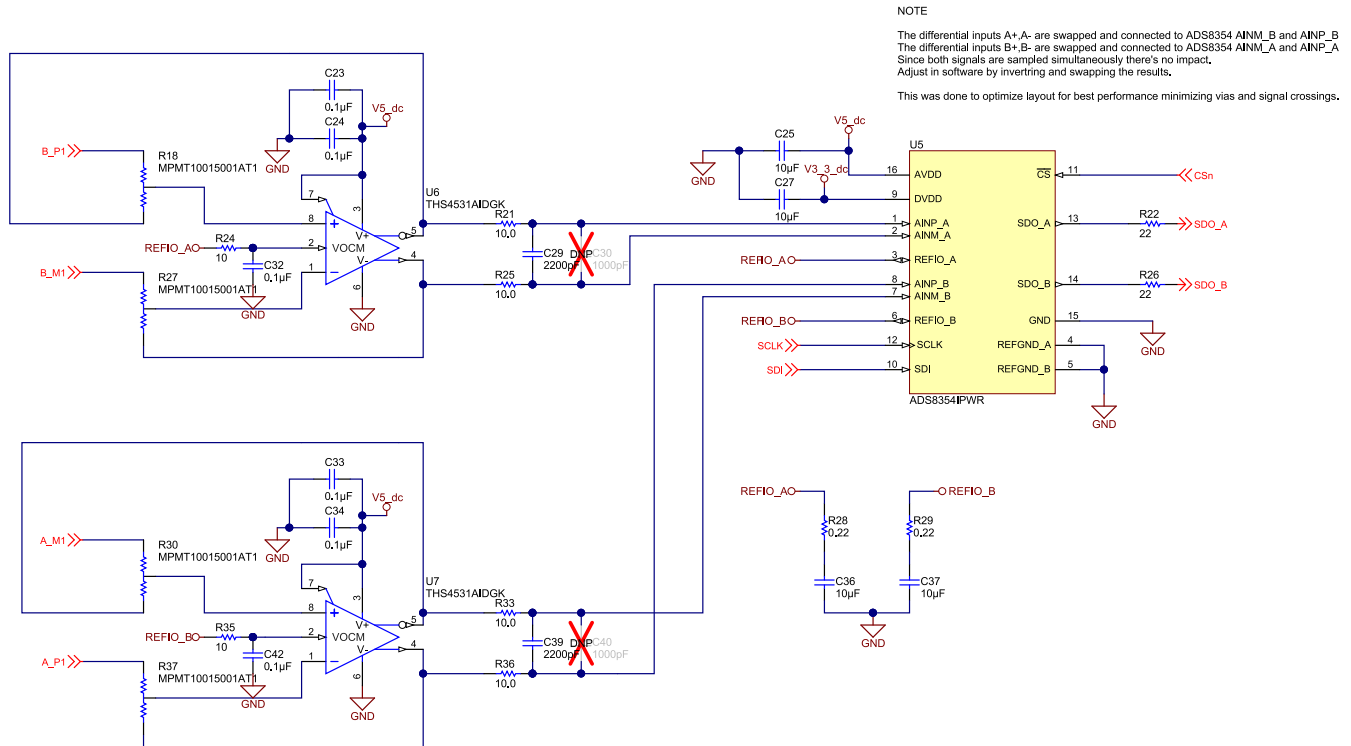 NOTE
The differential inputs A+,A- are swapped and connected to ADS8354 AINM_B and AINP_B
The differential inputs B+,B- are swapped and connected to ADS8354 AINM_A and AINP_A
Since both signals are sampled simultaneously there's no impact.
Adjust in software by invertring and swapping the results.
This was done to optimize layout for best performance minimizing vias and signal crossings.
C23
0.1µF
C24
0.1µF
V5_dc
GND
B_P1
R18
MPMT10015001AT1
7
3
U6
THS4531AIDGK
8
V+
5
REFIO_A
R24
10
2
VOCM
C32
0.1µF
GND
V-
4
1
6
GND
B_M1
R27
MPMT10015001AT1
R21
10.0
C29
2200pF
DNP
C30
1000pF
R25
10.0
V5_dc
C25
10µF
GND
V3_3_dc
C27
10µF
U5
16
AVDD
CS
11
CSn
9
DVDD
1
AINP_A
SDO_A
13
R22
22
SDO_A
2
AINM_A
REFIO_A
3
REFIO_A
8
AINP_B
SDO_B
14
R26
22
SDO_B
7
AINM_B
REFIO_B
6
REFIO_B
GND
15
GND
SCLK
12
SCLK
REFGND_A
4
SDI
10
SDI
REFGND_B
5
GND
ADS8354IPWR
C33
0.1µF
C34
0.1µF
V5_dc
GND
A_M1
R30
MPMT10015001AT1
7
3
U7
THS4531AIDGK
8
V+
5
REFIO_B
R35
10
2
VOCM
C42
0.1µF
GND
V-
4
1
6
GND
A_P1
R37
MPMT10015001AT1
R33
10.0
C39
2200pF
DNP
C40
1000pF
R36
10.0
REFIO_A
REFIO_B
R28
0.22
R29
0.22
C36
10µF
C37
10µF
GND